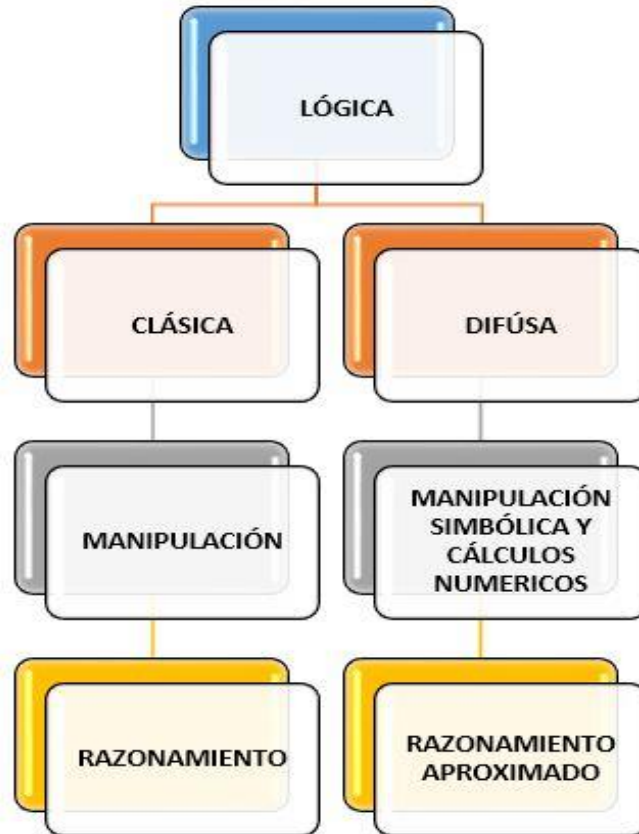 LÓGICA
CLÁSICA
DIFÚSA
MANIPULACIÓN
MANIPULACIÓN
SIMBÓLICA Y
CÁLCULOS
NUMERICOS
RAZONAMIENTO
RAZONAMIENTO
APROXIMADO